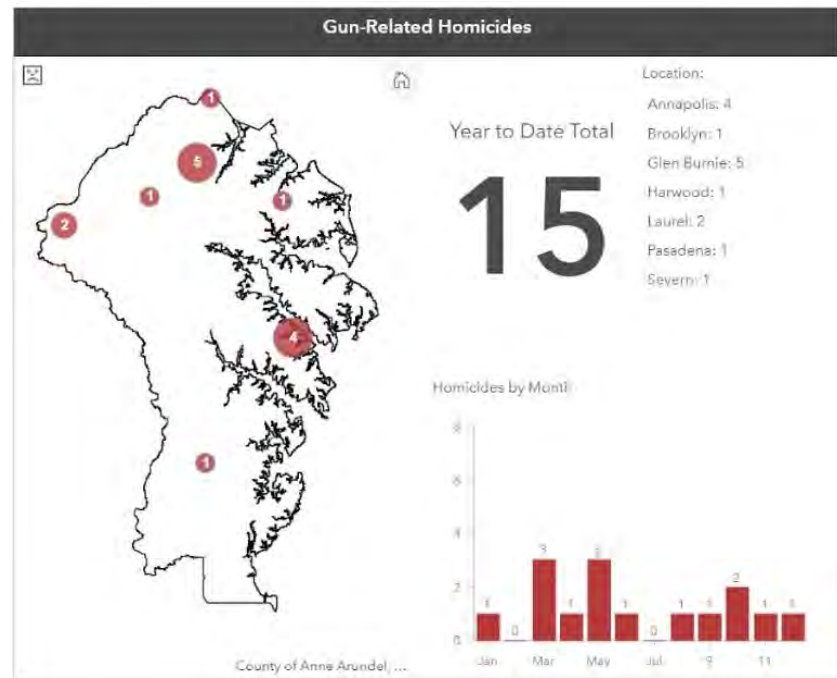 Gun-Related Homicides
1
5
1
1
2
4
1
County of Anne Arundel, ...
Year to Date Total
15
Location:
Annapolis: 4
Brooklyn: 1
Glen Burnie: 5
Harwood: 1
Laurel: 2
Pasadena: 1
Severn: 1
Homicides by Month
8
6
4
2
0
1 0 3 1 3 1 0 1 1 2 1 1
Jan Mar May Jul 9 11